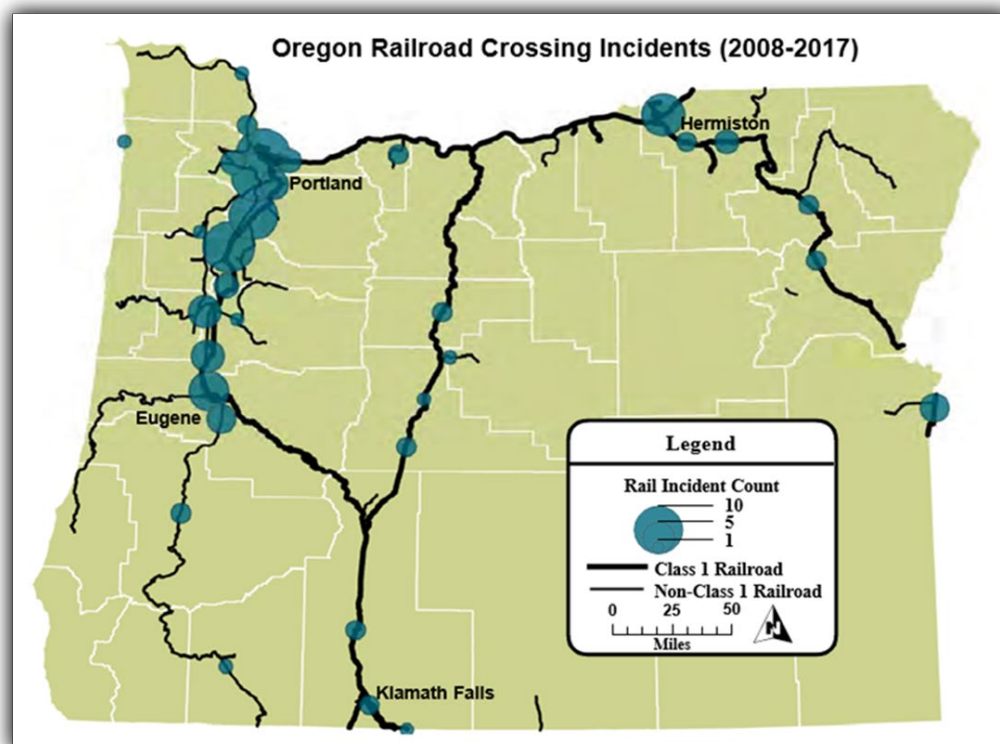 Oregon Railroad Crossing Incidents (2008-2017)
Hermiston
Portland
Eugene
Legend
Rail Incident Count
10
5
1
Class 1 Railroad
Non-Class 1 Railroad
0 25 50
N
Miles
Klamath Falls